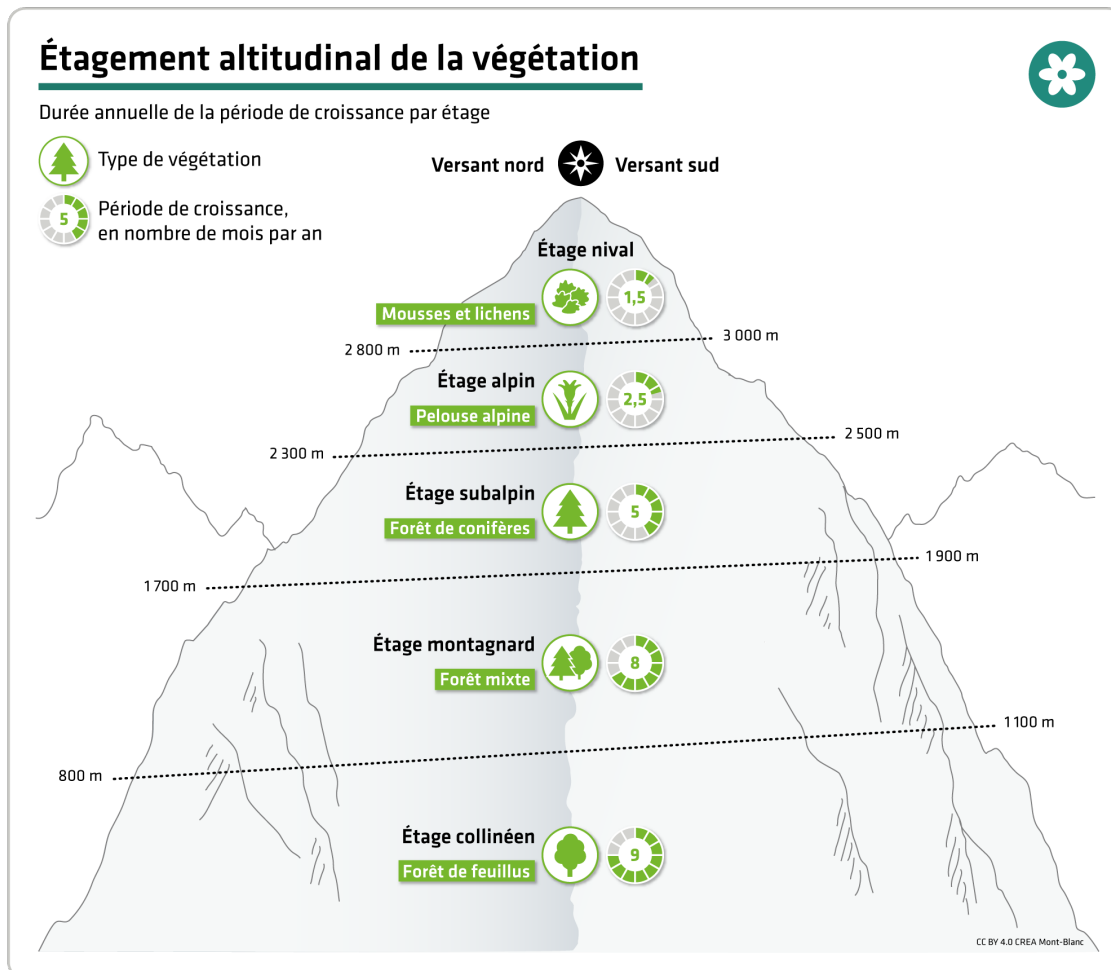 Étagement altitudinal de la végétation
Durée annuelle de la période de croissance par étage
Type de végétation
5
Période de croissance,
en nombre de mois par an
Versant nord
Versant sud
Étage nival
Mousses et lichens
1,5
2 800 m
3 000 m
Étage alpin
Pelouse alpine
2,5
2 300 m
2 500 m
Étage subalpin
Forêt de conifères
5
1 700 m
1 900 m
Étage montagnard
Forêt mixte
8
800 m
1 100 m
Étage collinéen
Forêt de feuillus
9
CC BY 4.0 CREA Mont-Blanc